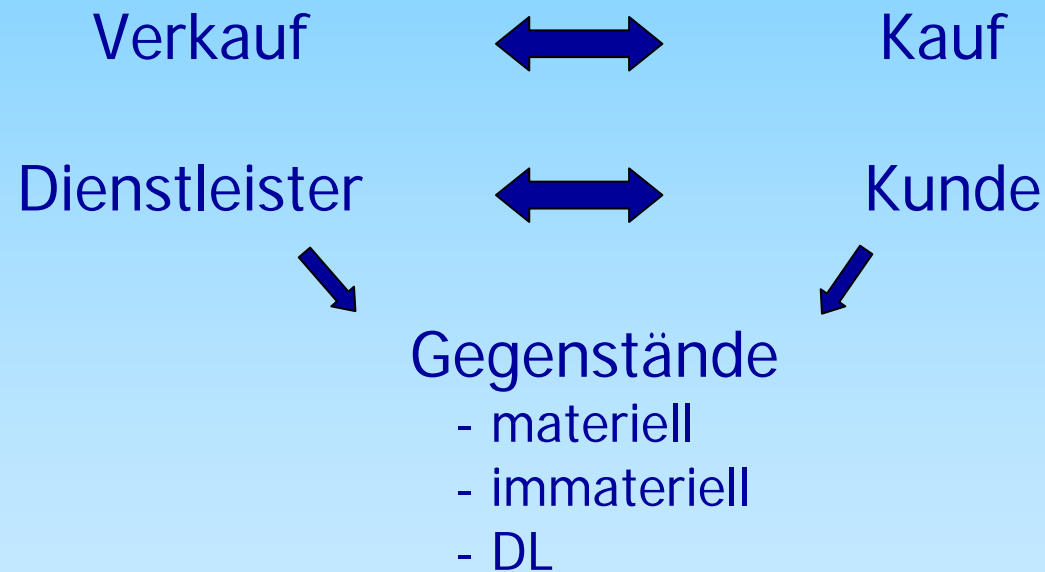 Verkauf Kauf
Dienstleister Kunde
Gegenstände
- materiell
- immateriell
- DL